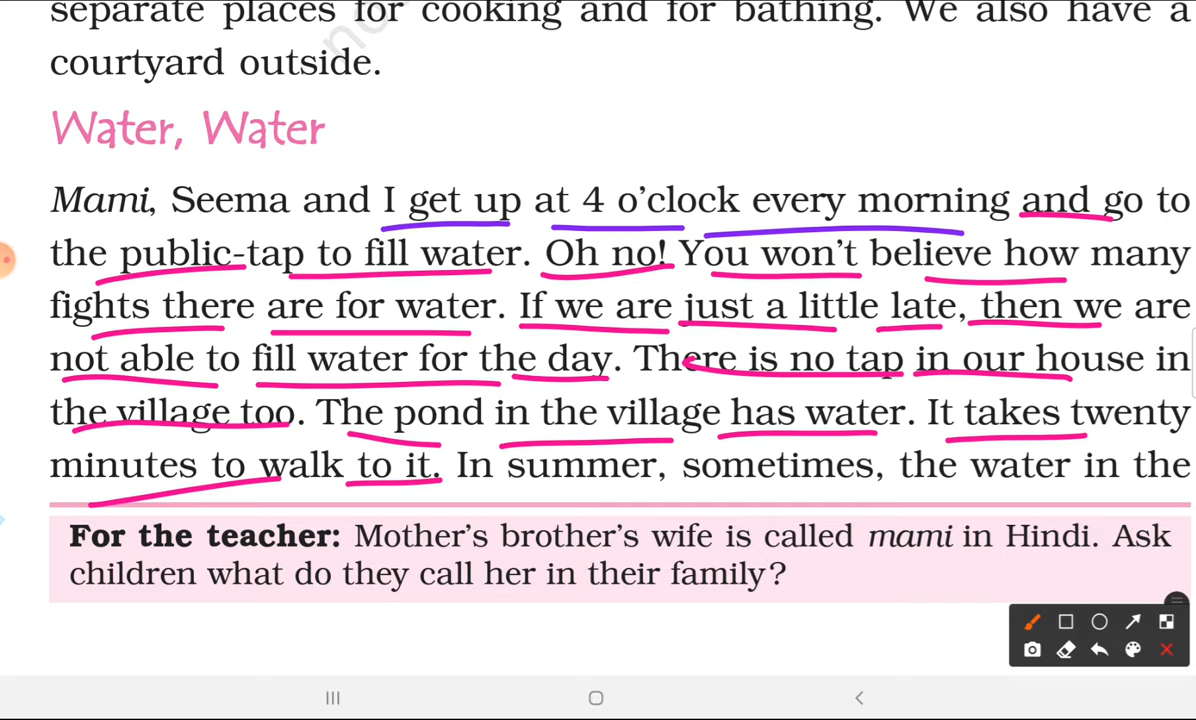 separate places for cooking and for bathing. We also have a
courtyard outside.
Water, Water
Mami, Seema and I get up at 4 o'clock every morning and go to
the public-tap to fill water. Oh no! You won't believe how many
fights there are for water. If we are just a little late, then we are
not able to fill water for the day. There is no tap in our house in
the village too. The pond in the village has water. It takes twenty
minutes to walk to it. In summer, sometimes, the water in the
For the teacher: Mother's brother's wife is called mami in Hindi. Ask
children what do they call her in their family?